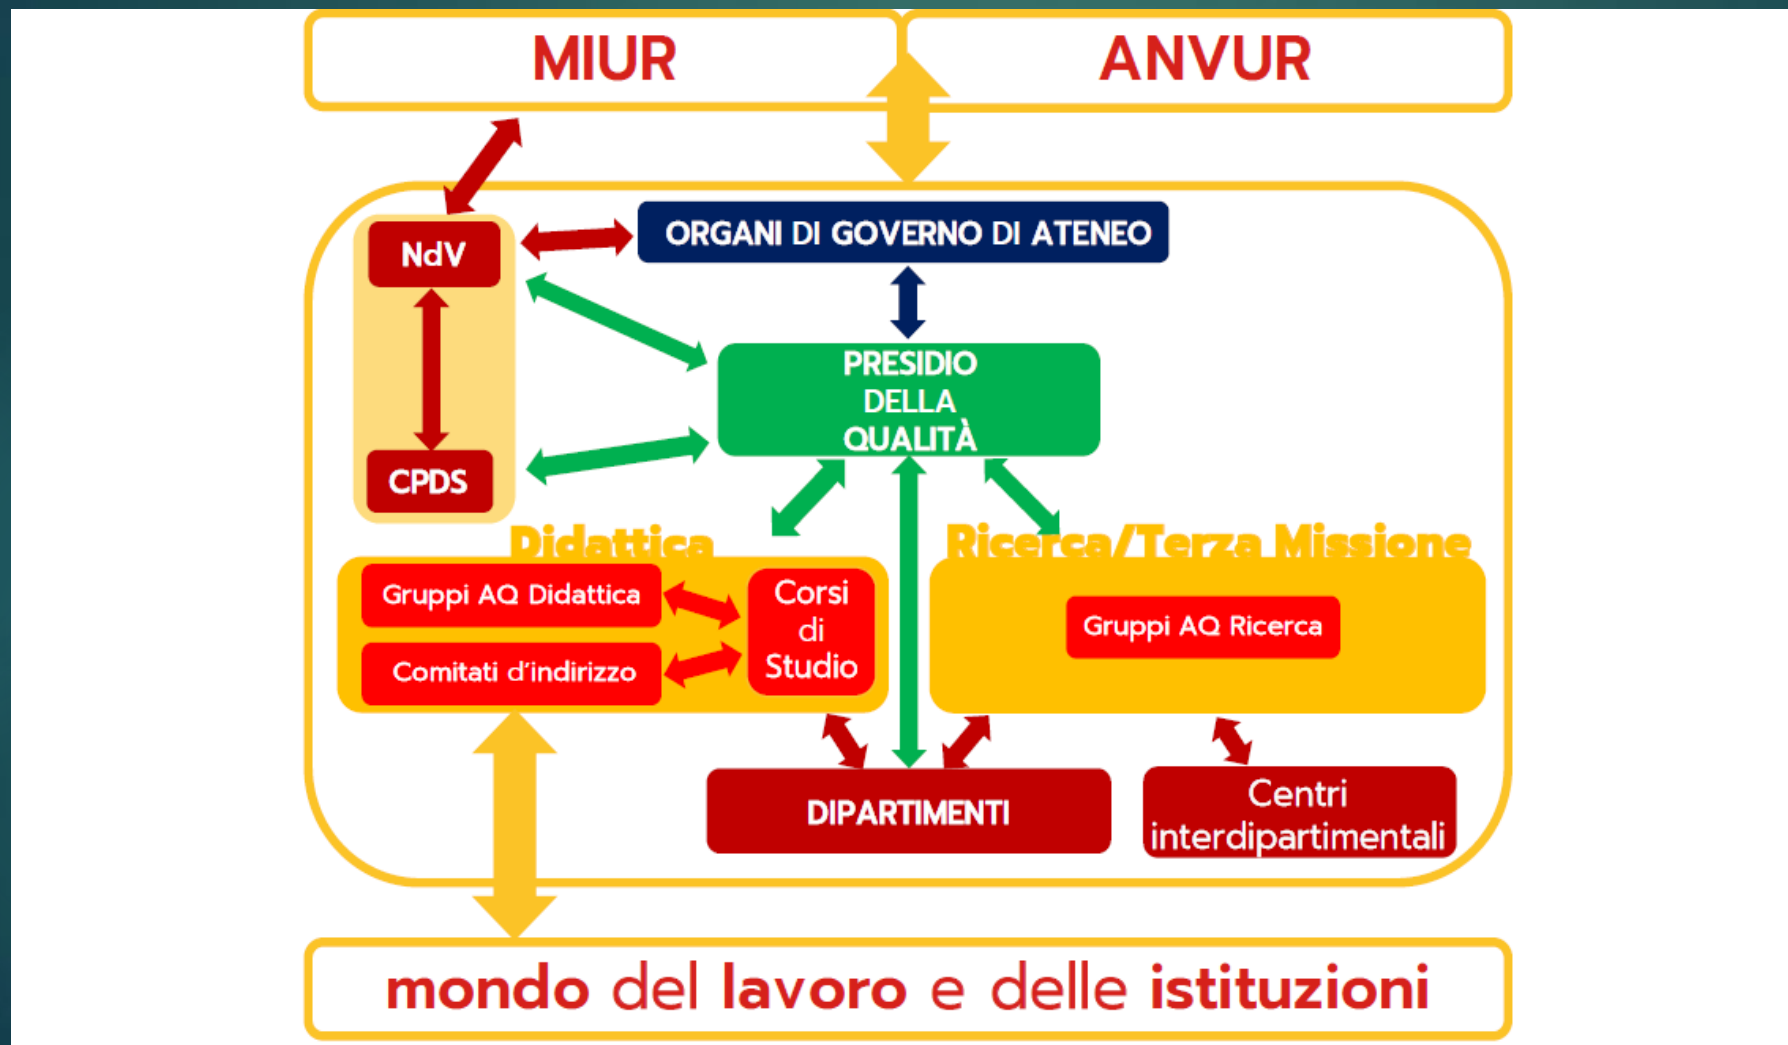 MIUR
ANVUR
NdV
ORGANI DI GOVERNO DI ATENEO
PRESIDIO
DELLA
QUALITÀ
CPDS
Didattica
Ricerca/Terza Missione
Gruppi AQ Didattica
Comitati d'indirizzo
Corsi
di
Studio
Gruppi AQ Ricerca
DIPARTIMENTI
Centri
interdipartimentali
mondo del lavoro e delle istituzioni